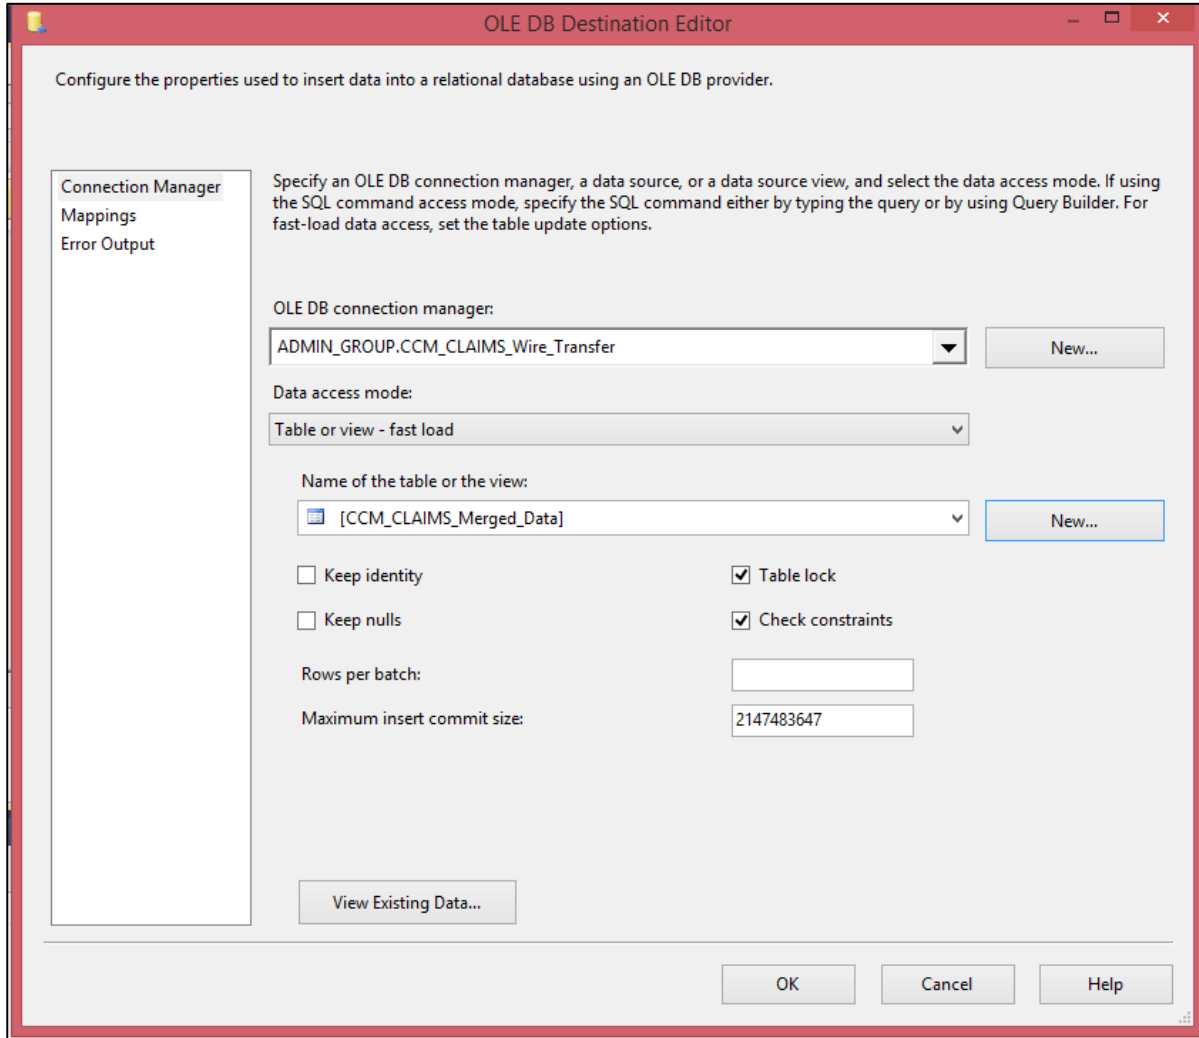 OLE DB Destination Editor
Configure the properties used to insert data into a relational database using an OLE DB provider.
Connection Manager
Mappings
Error Output
Specify an OLE DB connection manager, a data source, or a data source view, and select the data access mode. If using
the SQL command access mode, specify the SQL command either by typing the query or by using Query Builder. For
fast-load data access, set the table update options.
OLE DB connection manager:
ADMIN_GROUP.CCM_CLAIMS_Wire_Transfer
New...
Data access mode:
Table or view - fast load
Name of the table or the view:
[CCM_CLAIMS_Merged_Data]
New...
Keep identity
Table lock
Keep nulls
Check constraints
Rows per batch:
Maximum insert commit size:
2147483647
View Existing Data...
OK
Cancel
Help